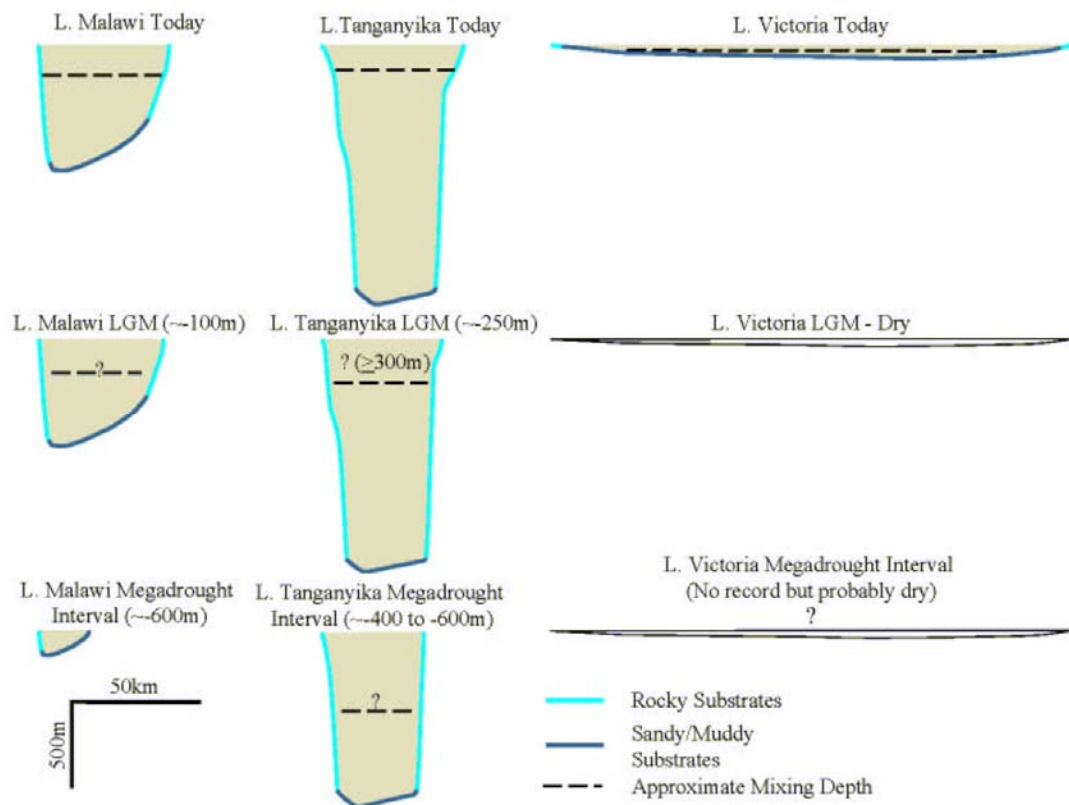 L. Malawi Today
L.Tanganyika Today
L. Victoria Today
L. Malawi LGM (~-100m)
L. Tanganyika LGM (~-250m)
L. Victoria LGM - Dry
?
? (≥300m)
L. Malawi Megadrought
Interval (~-600m)
L. Tanganyika Megadrought
Interval (~-400 to -600m)
L. Victoria Megadrought Interval
(No record but probably dry)
?
?
50km
500m
Rocky Substrates
Sandy/Muddy
Substrates
Approximate Mixing Depth